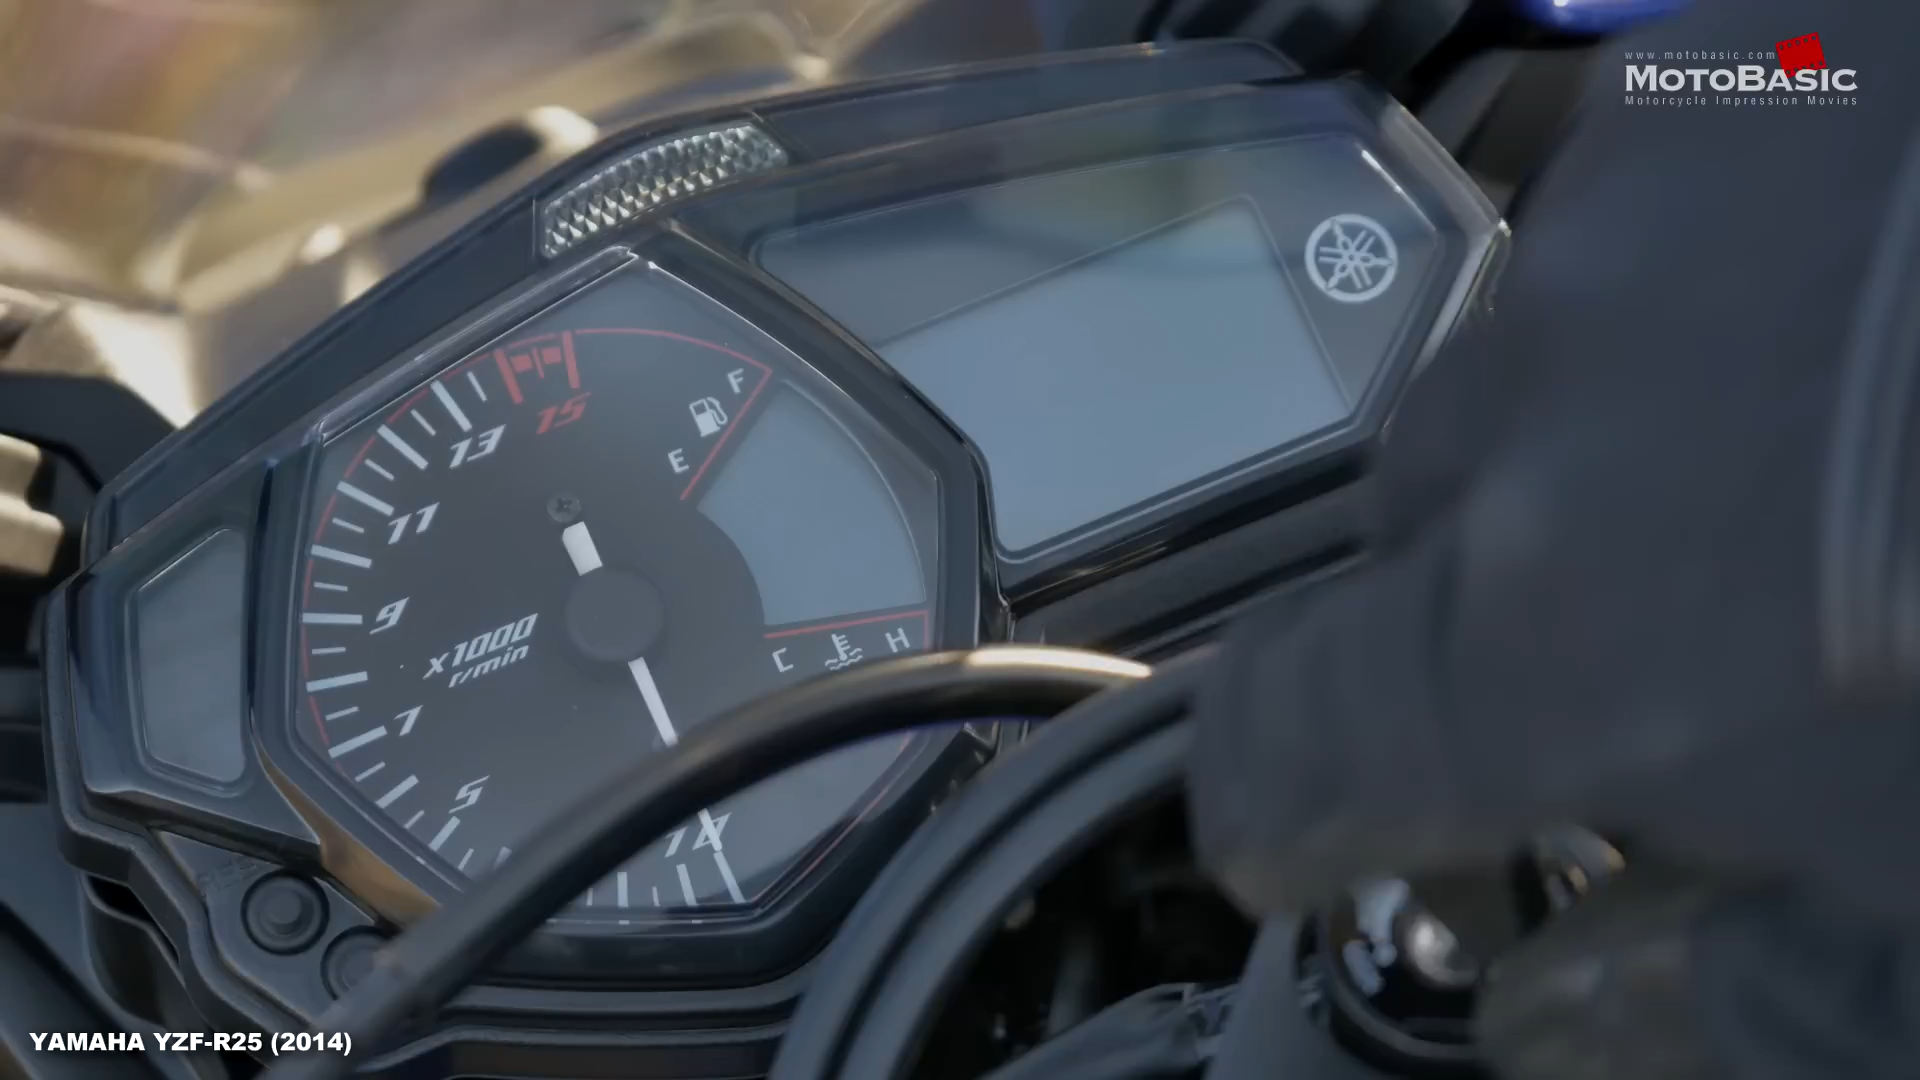 www.motobasic.com
MOTOBASIC
Motorcycle Impression Movies
F
E
15
13
11
9
x1000
r/min
7
5
C
H
YAMAHA YZF-R25 (2014)